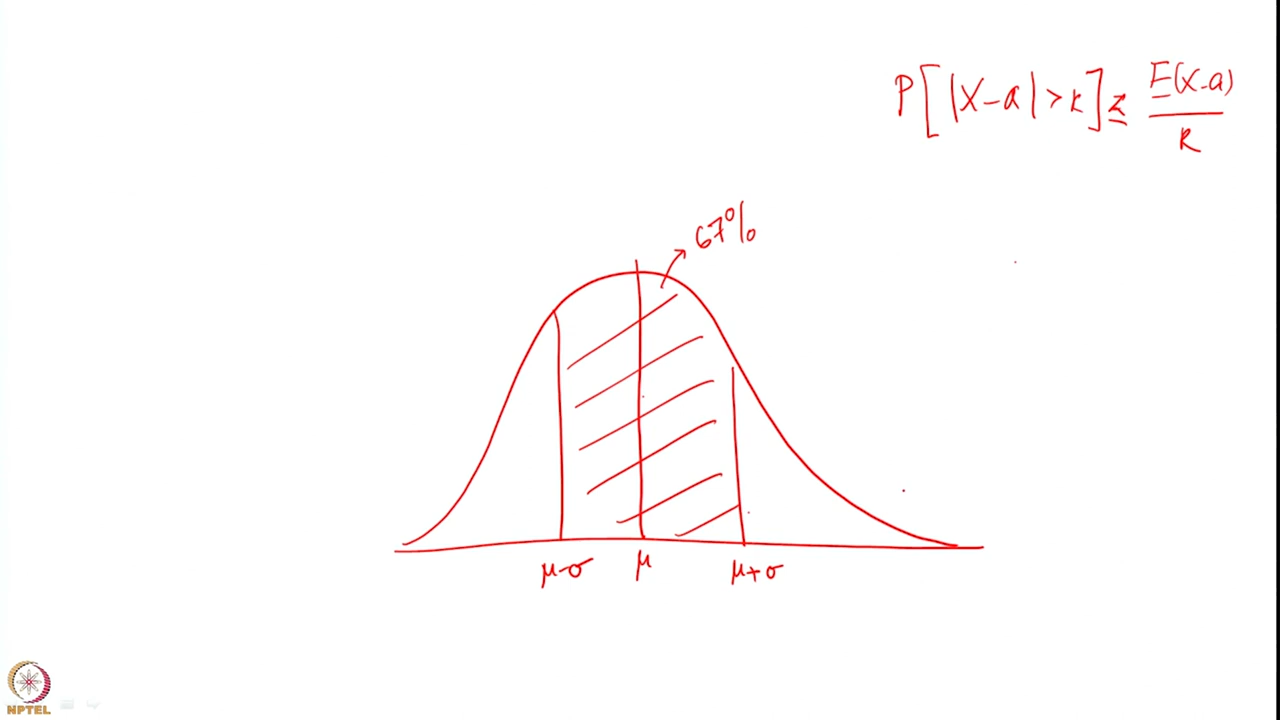 P[|X-a|>k] ≤ E(X-a)/k
67%
μ-σ μ μ+σ
NPTEL